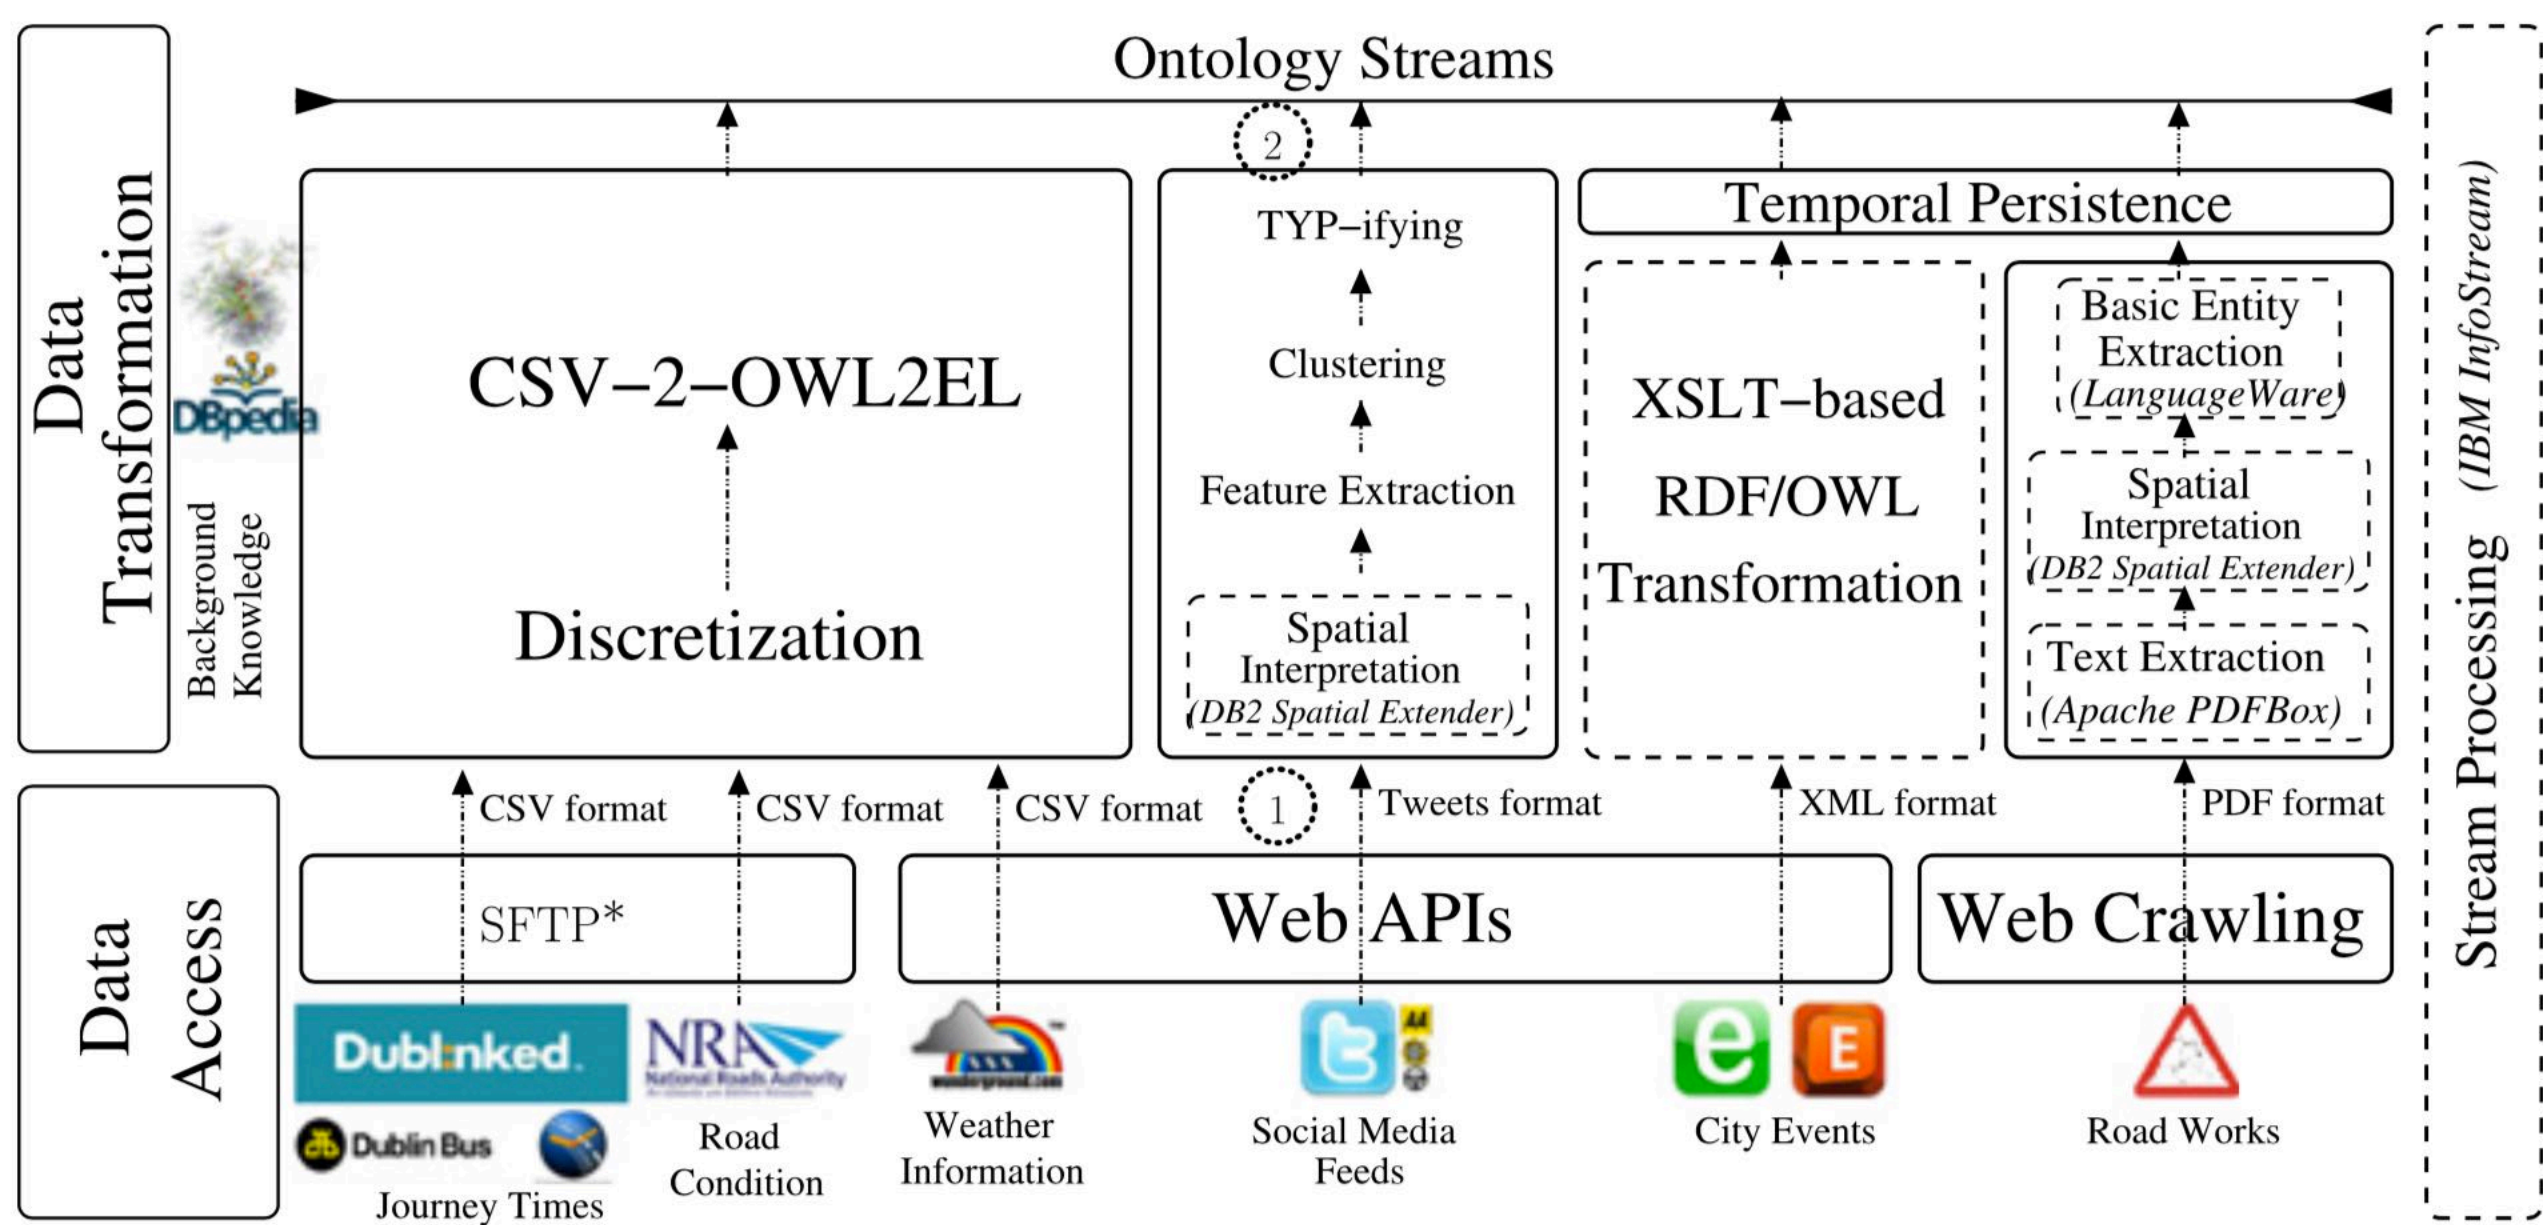 Ontology Streams
Data
Transformation
DBpedia
Background
Knowledge
CSV–2–OWL2EL
Discretization
2
TYP–ifying
Clustering
Feature Extraction
Spatial
Interpretation
(DB2 Spatial Extender)
Temporal Persistence
XSLT–based
RDF/OWL
Transformation
Basic Entity
Extraction
(LanguageWare)
Spatial
Interpretation
(DB2 Spatial Extender)
Text Extraction
(Apache PDFBox)
Stream Processing (IBM InfoStream)
Data
Access
CSV format
CSV format
CSV format
1
Tweets format
XML format
PDF format
SFTP*
Web APIs
Web Crawling
Dublinked.
NRA
National Roads Authority
wunderground.com
AA
e
E
Dublin Bus
Journey Times
Road
Condition
Weather
Information
Social Media
Feeds
City Events
Road Works